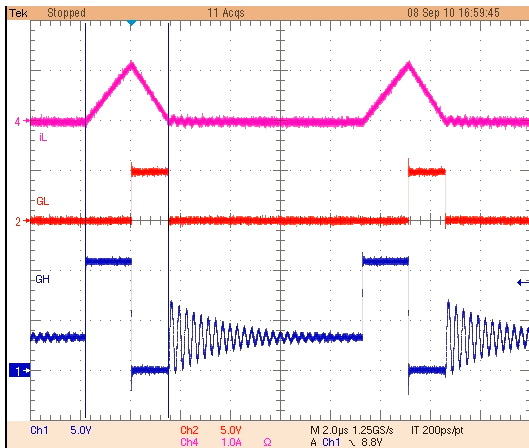 Tek Stopped 11 Acqs 08 Sep 10 16:59:45
4
iL
GL
2
GH
1
Ch1 5.0V Ch2 5.0V M 2.0µs 1.25GS/s IT 200ps/pt
Ch4 1.0A Ω A Ch1 ∖ 8.8V